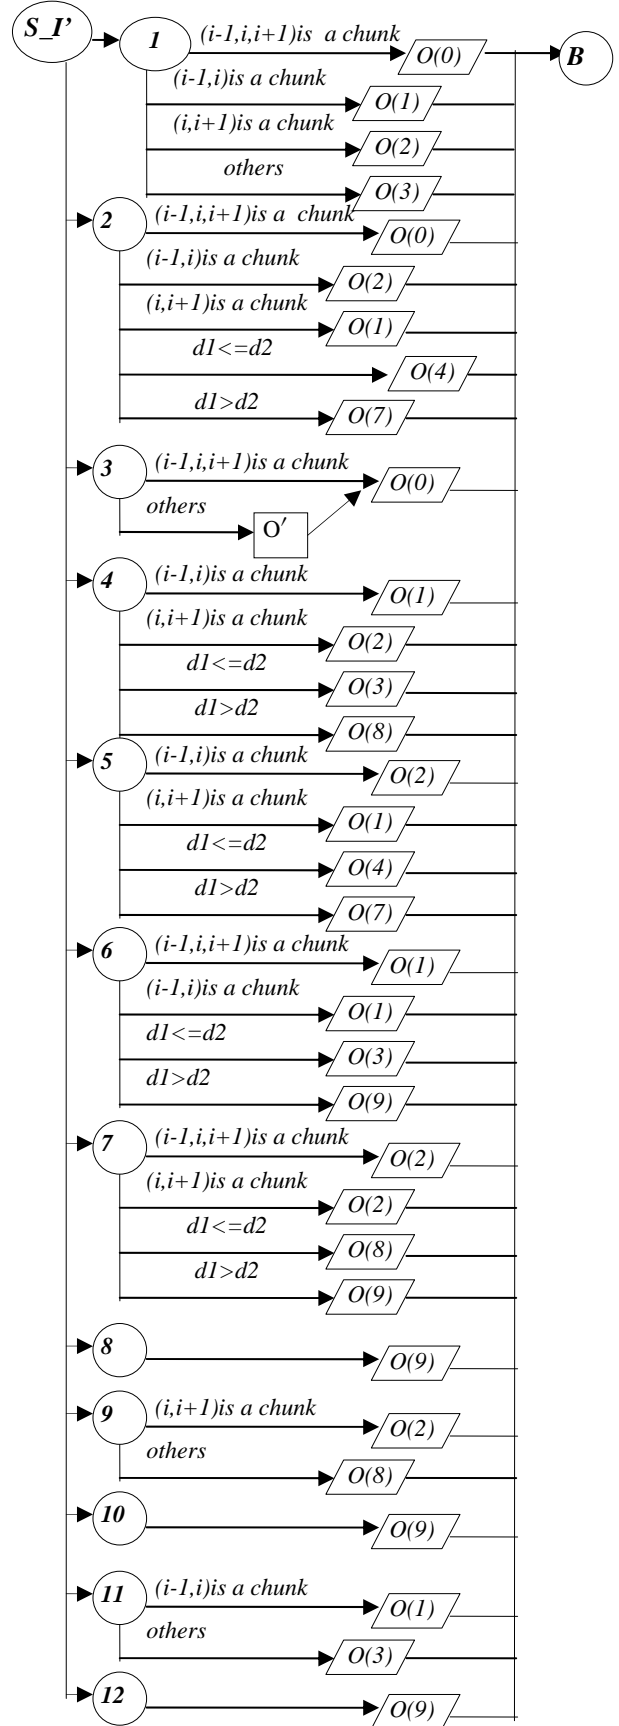 S_I’ 1 (i-1,i,i+1)is a chunk O(0) B
(i-1,i)is a chunk O(1)
(i,i+1)is a chunk O(2)
others O(3)
2 (i-1,i,i+1)is a chunk O(0)
(i-1,i)is a chunk O(2)
(i,i+1)is a chunk O(1)
d1<=d2 O(4)
d1>d2 O(7)
3 (i-1,i,i+1)is a chunk O(0)
others O′
4 (i-1,i)is a chunk O(1)
(i,i+1)is a chunk O(2)
d1<=d2 O(3)
d1>d2 O(8)
5 (i-1,i)is a chunk O(2)
(i,i+1)is a chunk O(1)
d1<=d2 O(4)
d1>d2 O(7)
6 (i-1,i,i+1)is a chunk O(1)
(i-1,i)is a chunk O(1)
d1<=d2 O(3)
d1>d2 O(9)
7 (i-1,i,i+1)is a chunk O(2)
(i,i+1)is a chunk O(2)
d1<=d2 O(8)
d1>d2 O(9)
8 O(9)
9 (i,i+1)is a chunk O(2)
others O(8)
10 O(9)
11 (i-1,i)is a chunk O(1)
others O(3)
12 O(9)